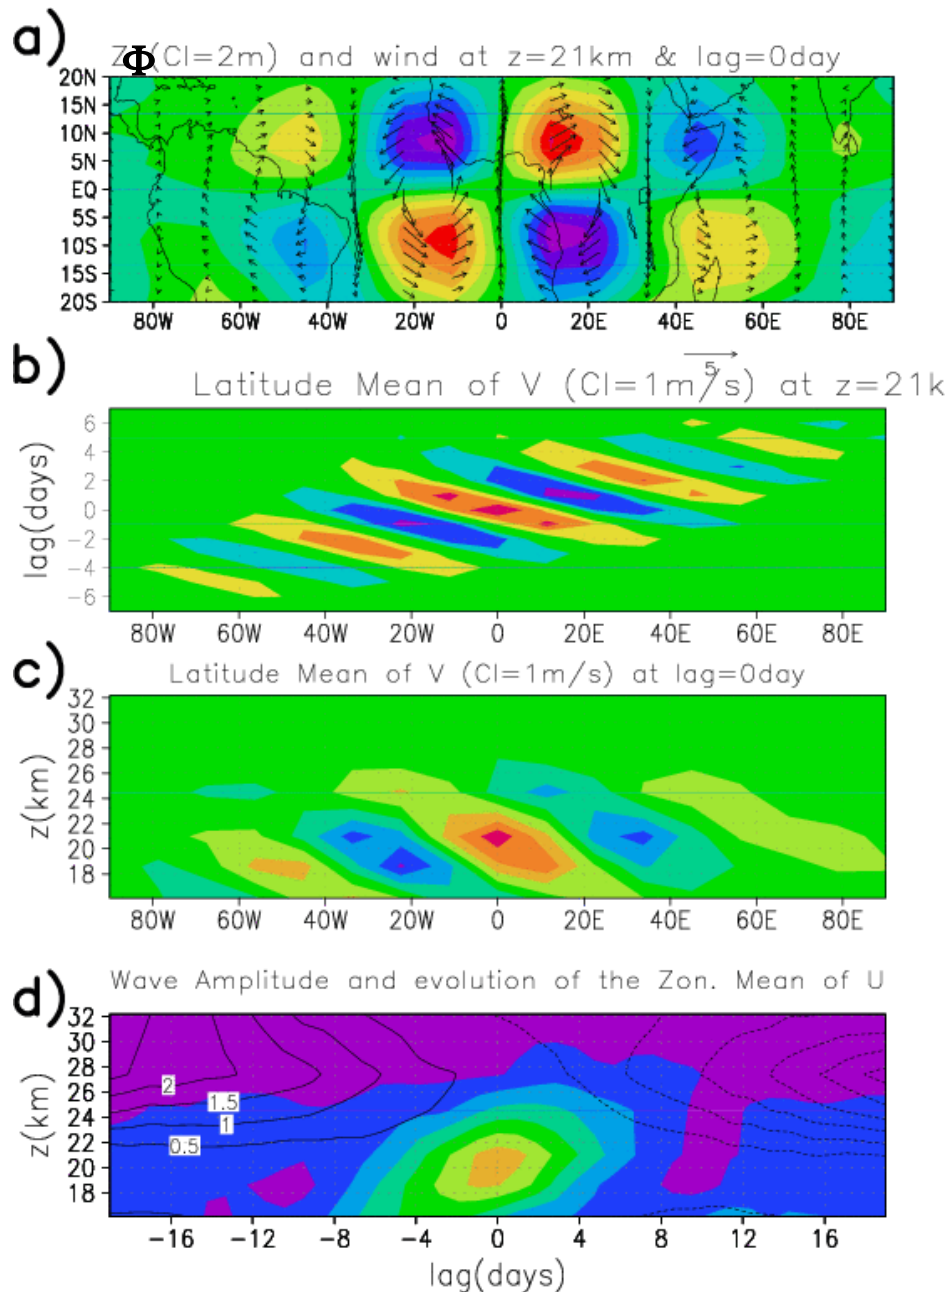 a)
ZΦ(CI=2m) and wind at z=21km & lag=0day
20N
15N
10N
5N
EQ
5S
10S
15S
20S
80W 60W 40W 20W 0 20E 40E 60E 80E
b)
5
Latitude Mean of V (CI=1m/s) at z=21k
lag(days)
6
4
2
0
-2
-4
-6
80W 60W 40W 20W 0 20E 40E 60E 80E
c)
Latitude Mean of V (CI=1m/s) at lag=0day
z(km)
32
30
28
26
24
22
20
18
80W 60W 40W 20W 0 20E 40E 60E 80E
d)
Wave Amplitude and evolution of the Zon. Mean of U
z(km)
32
30
28
26
24
22
20
18
2
1.5
1
0.5
-16 -12 -8 -4 0 4 8 12 16
lag(days)